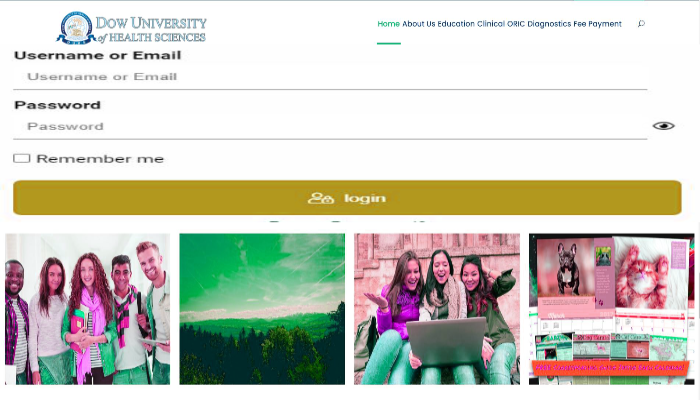 DOW UNIVERSITY
of HEALTH SCIENCES
Home About Us Education Clinical ORIC Diagnostics Fee Payment
Username or Email
Username or Email
Password
Password
Remember me
login